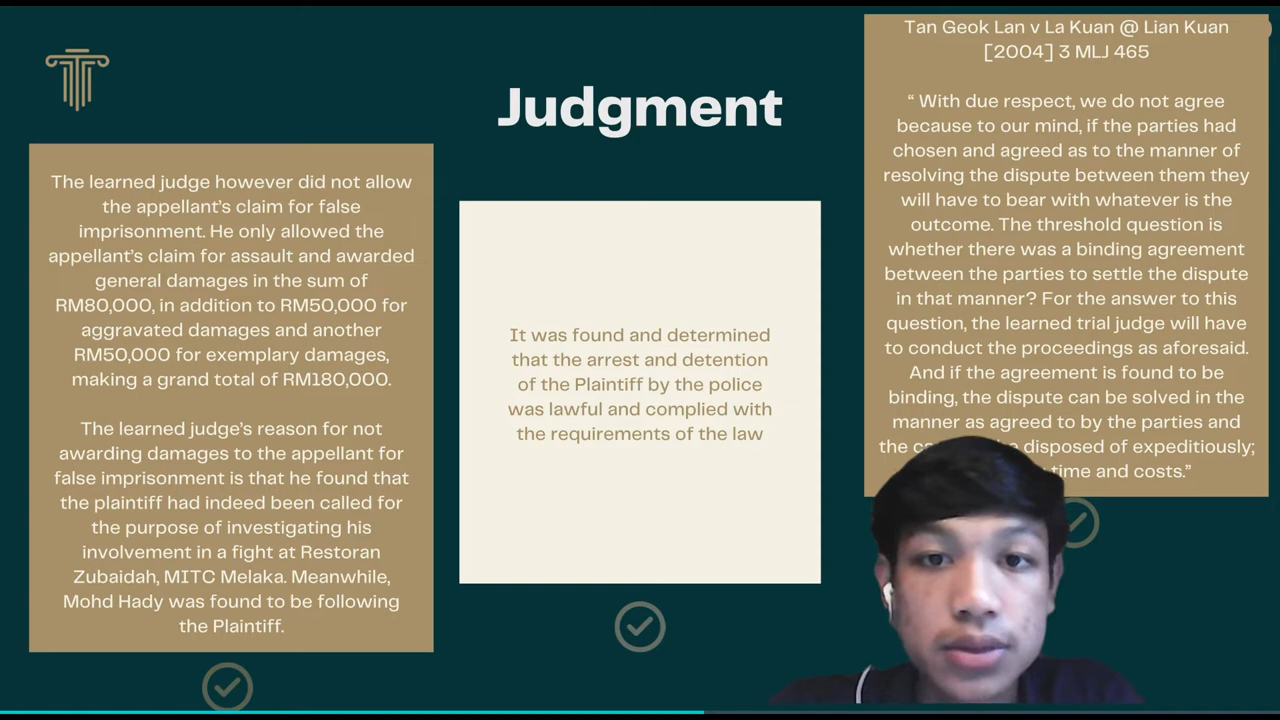 Judgment
The learned judge however did not allow
the appellant's claim for false
imprisonment. He only allowed the
appellant's claim for assault and awarded
general damages in the sum of
RM80,000, in addition to RM50,000 for
aggravated damages and another
RM50,000 for exemplary damages,
making a grand total of RM180,000.
The learned judge's reason for not
awarding damages to the appellant for
false imprisonment is that he found that
the plaintiff had indeed been called for
the purpose of investigating his
involvement in a fight at Restoran
Zubaidah, MITC Melaka. Meanwhile,
Mohd Hady was found to be following
the Plaintiff.
It was found and determined
that the arrest and detention
of the Plaintiff by the police
was lawful and complied with
the requirements of the law
Tan Geok Lan v La Kuan @ Lian Kuan
[2004] 3 MLJ 465
“ With due respect, we do not agree
because to our mind, if the parties had
chosen and agreed as to the manner of
resolving the dispute between them they
will have to bear with whatever is the
outcome. The threshold question is
whether there was a binding agreement
between the parties to settle the dispute
in that manner? For the answer to this
question, the learned trial judge will have
to conduct the proceedings as aforesaid.
And if the agreement is found to be
binding, the dispute can be solved in the
manner as agreed to by the parties and
the disposed of expeditiously;
time and costs.”